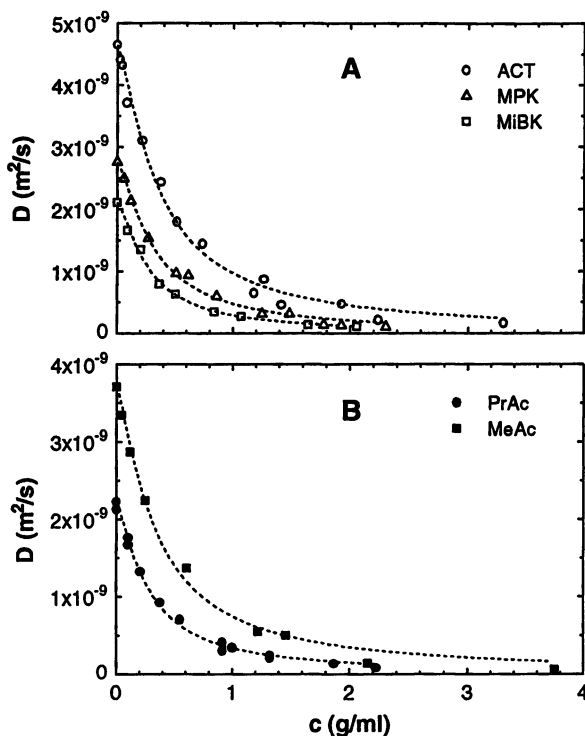 5x10⁻⁹
4x10⁻⁹
3x10⁻⁹
2x10⁻⁹
1x10⁻⁹
0
D (m²/s)
A
ACT
MPK
MiBK
4x10⁻⁹
3x10⁻⁹
2x10⁻⁹
1x10⁻⁹
0
D (m²/s)
B
PrAc
MeAc
0 1 2 3 4
c (g/ml)